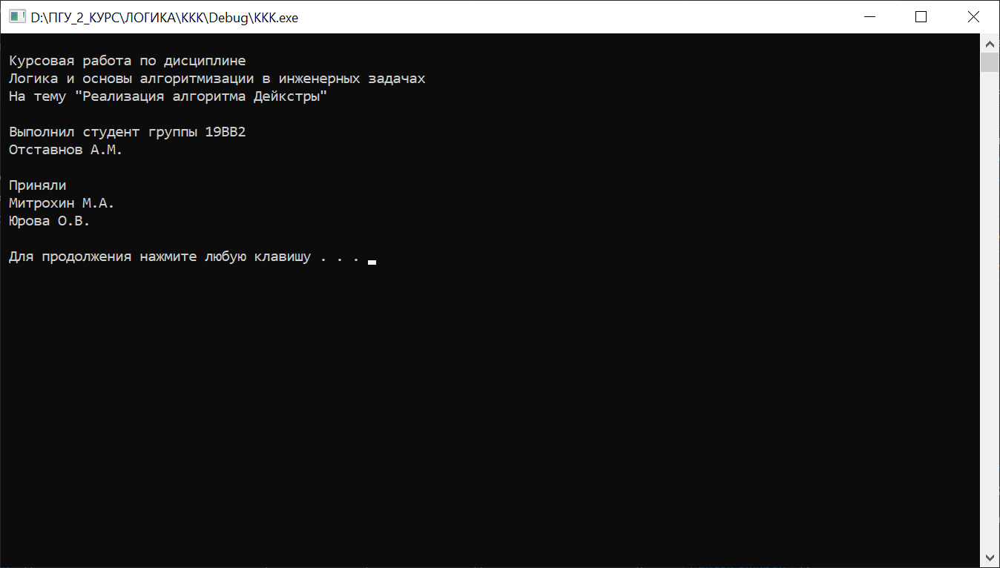 D:\ПГУ_2_КУРС\ЛОГИКА\ККК\Debug\KKK.exe
Курсовая работа по дисциплине
Логика и основы алгоритмизации в инженерных задачах
На тему "Реализация алгоритма Дейкстры"
Выполнил студент группы 19ВВ2
Отставнов А.М.
Приняли
Митрохин М.А.
Юрова О.В.
Для продолжения нажмите любую клавишу . . .